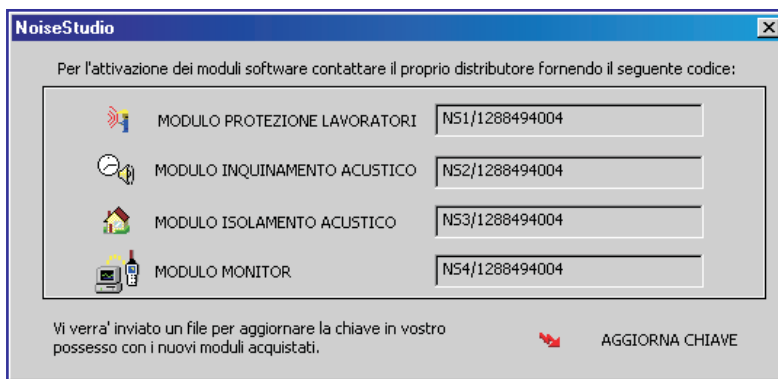 NoiseStudio
Per l'attivazione dei moduli software contattare il proprio distributore fornendo il seguente codice:
MODULO PROTEZIONE LAVORATORI NS1/1288494004
MODULO INQUINAMENTO ACUSTICO NS2/1288494004
MODULO ISOLAMENTO ACUSTICO NS3/1288494004
MODULO MONITOR NS4/1288494004
Vi verra' inviato un file per aggiornare la chiave in vostro
possesso con i nuovi moduli acquistati.
AGGIORNA CHIAVE